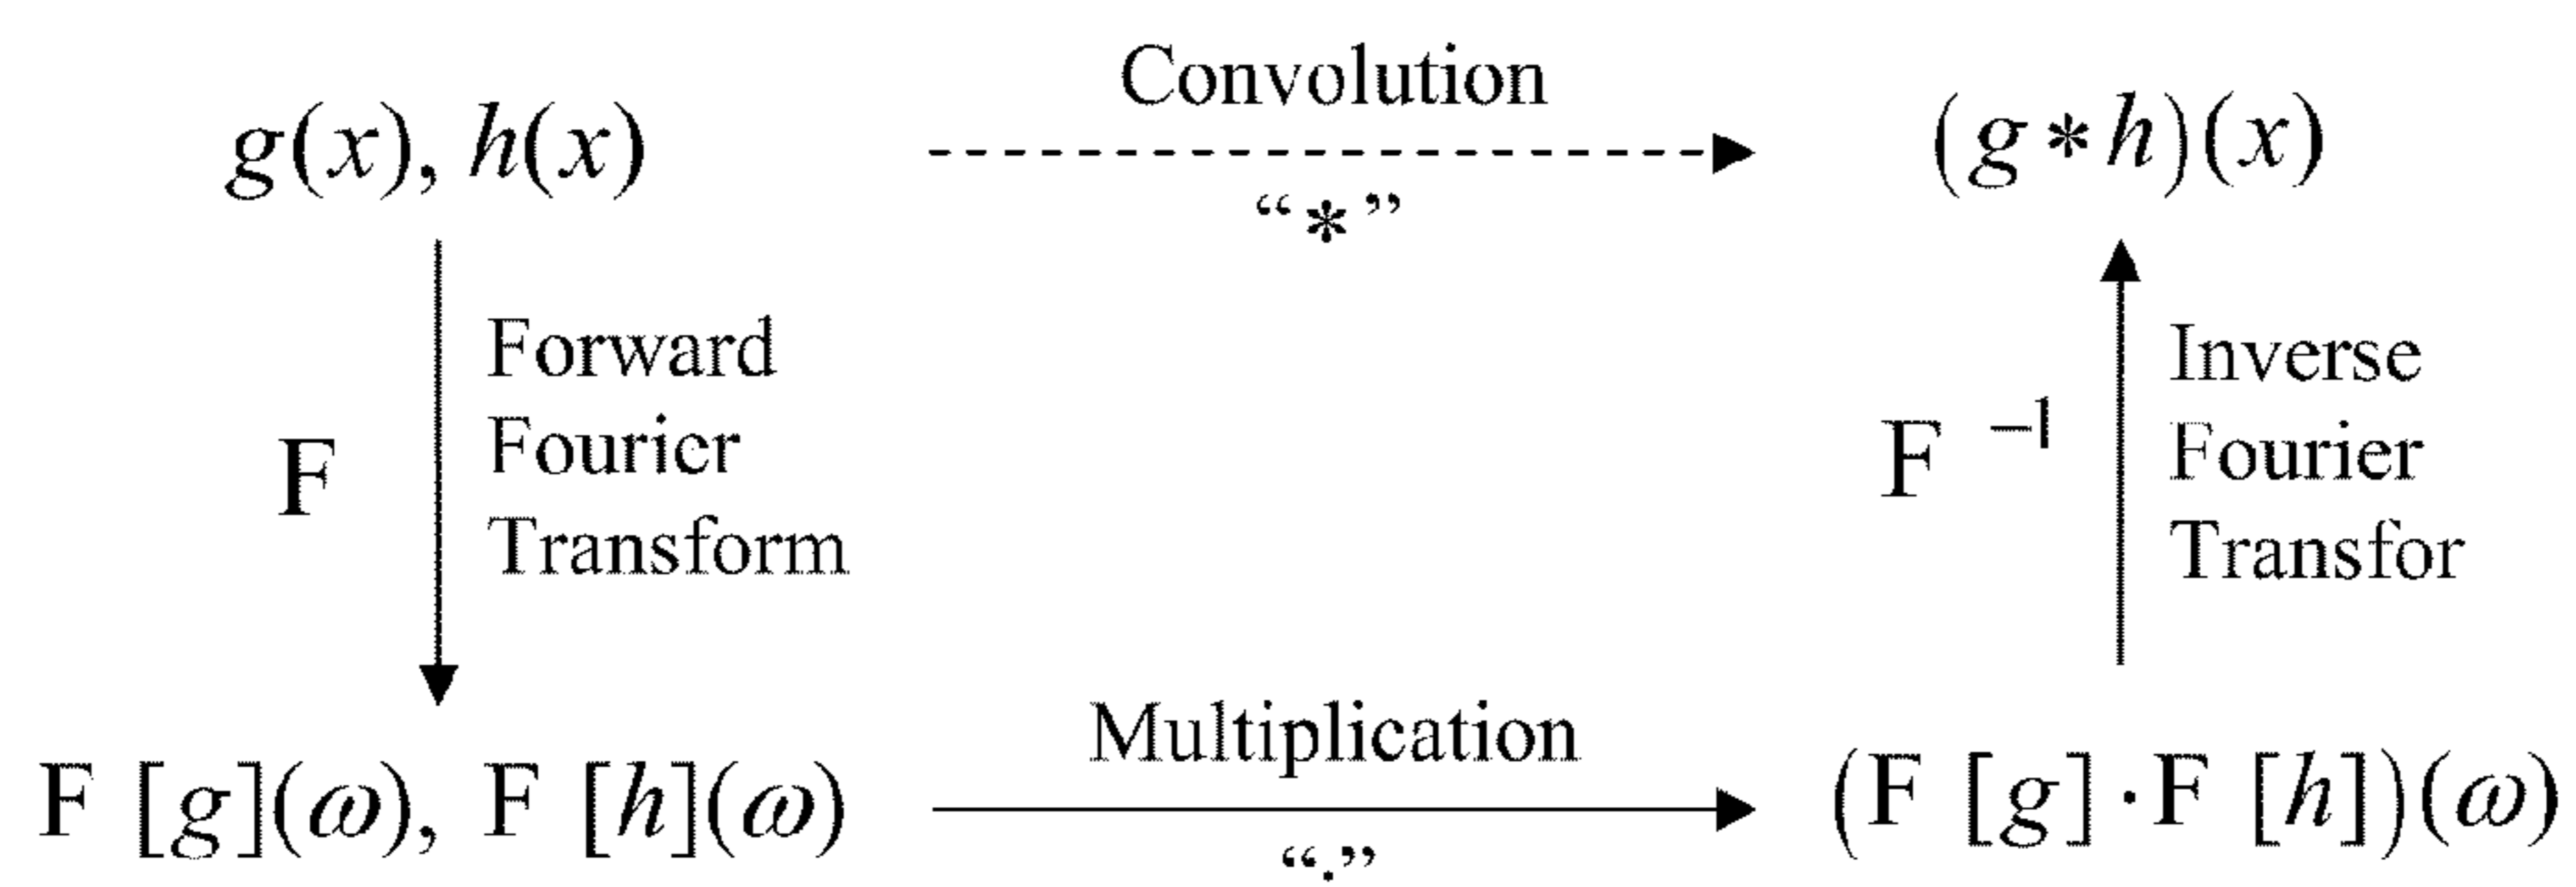 Convolution
g(x), h(x)
(g * h)(x)
“*”
Forward
Fourier
Transform
F
F –1
Inverse
Fourier
Transfor
Multiplication
F [g](ω), F [h](ω)
(F [g]·F [h])(ω)
“.”